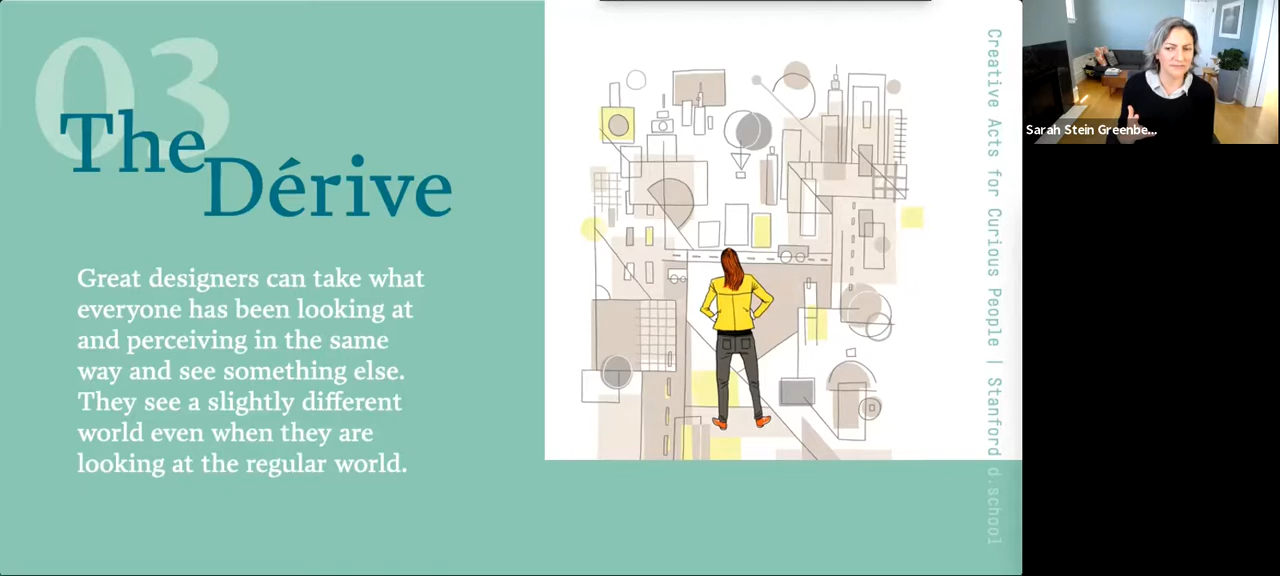 03
The
Dérive
Great designers can take what
everyone has been looking at
and perceiving in the same
way and see something else.
They see a slightly different
world even when they are
looking at the regular world.
Creative Acts for Curious People | Stanford d.school
Sarah Stein Greenbe...